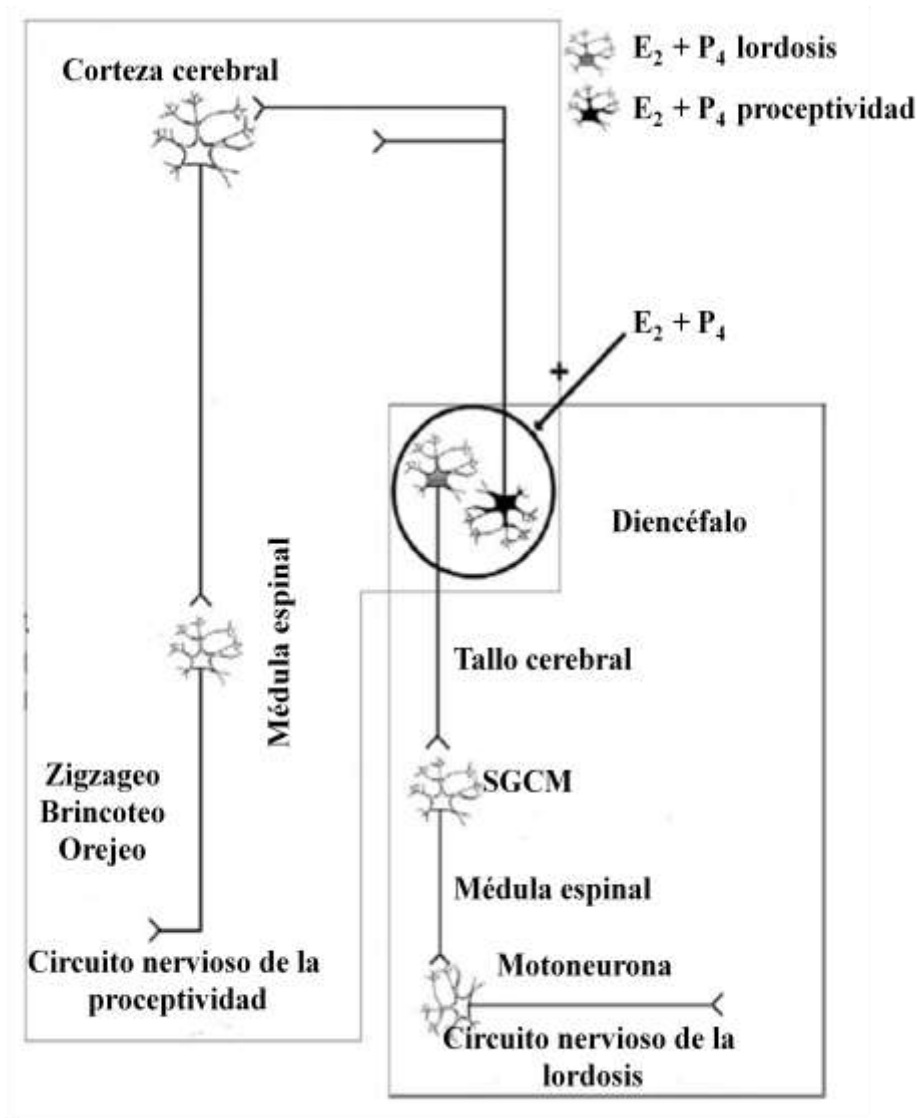 Corteza cerebral
E₂ + P₄ lordosis
E₂ + P₄ proceptividad
E₂ + P₄
+
Diencéfalo
Médula espinal
Tallo cerebral
Zigzageo
Brincoteo
Orejeo
SGCM
Médula espinal
Motoneurona
Circuito nervioso de la
proceptividad
Circuito nervioso de la
lordosis